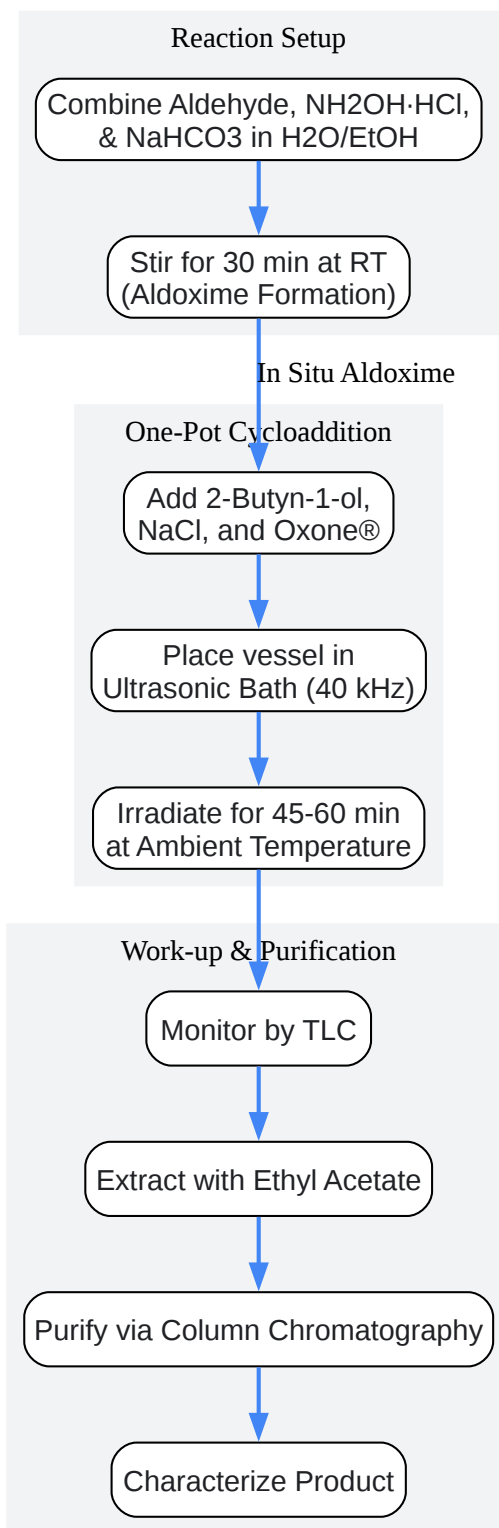 Reaction Setup
Combine Aldehyde, NH2OH·HCl,
& NaHCO3 in H2O/EtOH
Stir for 30 min at RT
(Aldoxime Formation)
In Situ Aldoxime
One-Pot Cycloaddition
Add 2-Butyn-1-ol,
NaCl, and Oxone®
Place vessel in
Ultrasonic Bath (40 kHz)
Irradiate for 45-60 min
at Ambient Temperature
Work-up & Purification
Monitor by TLC
Extract with Ethyl Acetate
Purify via Column Chromatography
Characterize Product